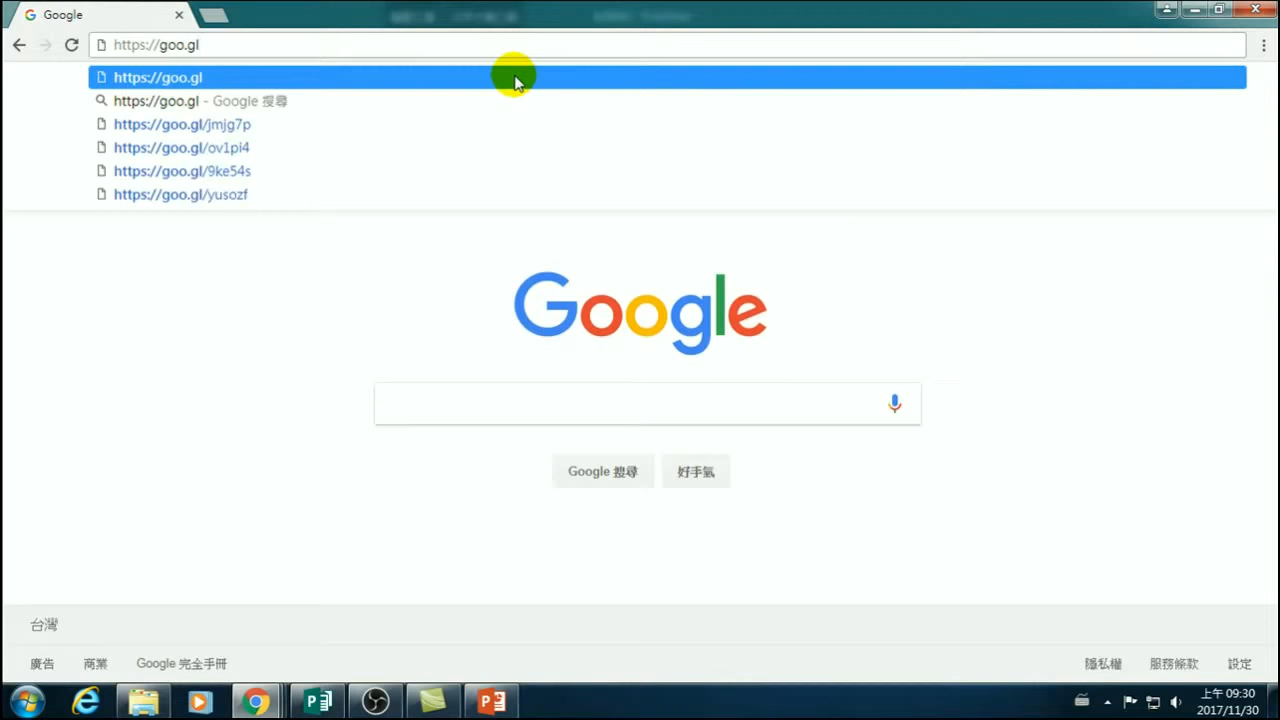 Google
https://goo.gl
https://goo.gl
https://goo.gl - Google 搜尋
https://goo.gl/jmjg7p
https://goo.gl/ov1pi4
https://goo.gl/9ke54s
https://goo.gl/yusozf
Google
Google 搜尋 好手氣
台灣
廣告 商業 Google 完全手冊 隱私權 服務條款 設定
上午 09:30
2017/11/30